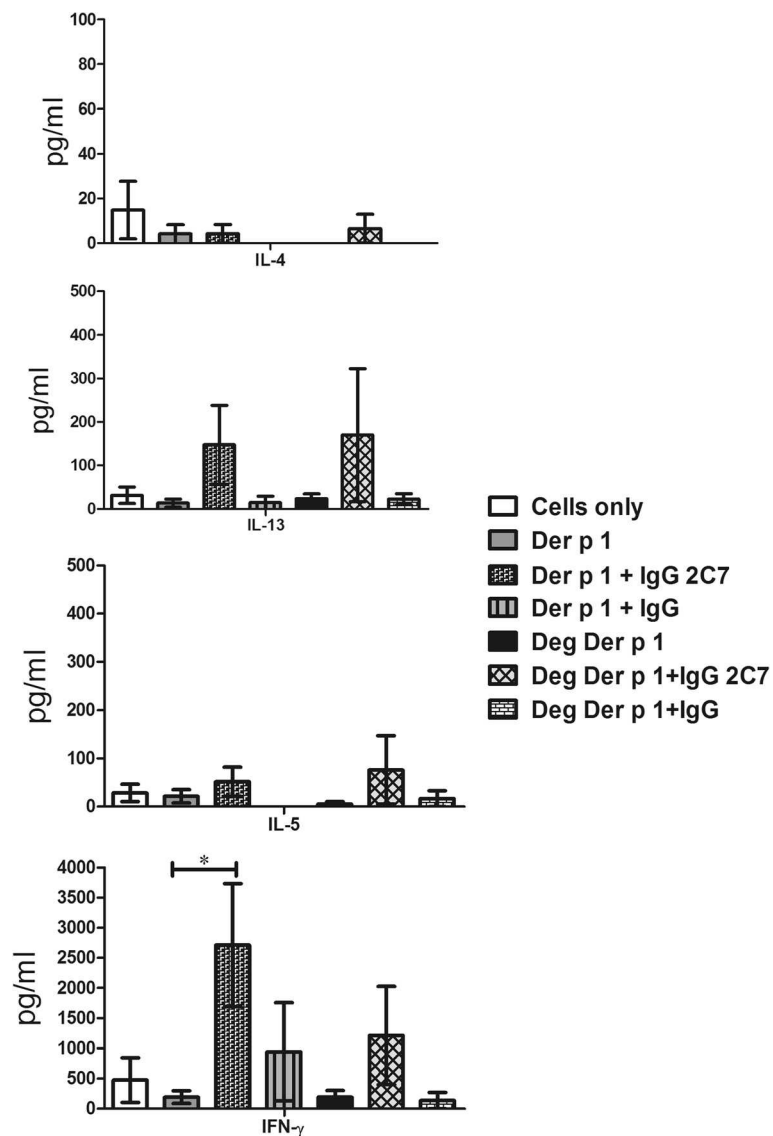 100
80
60
40
20
0
pg/ml
IL-4
500
400
300
200
100
0
pg/ml
IL-13
500
400
300
200
100
0
pg/ml
IL-5
4000
3500
3000
2500
2000
1500
1000
500
0
pg/ml
*
IFN-γ
Cells only
Der p 1
Der p 1 + IgG 2C7
Der p 1 + IgG
Deg Der p 1
Deg Der p 1+IgG 2C7
Deg Der p 1+IgG